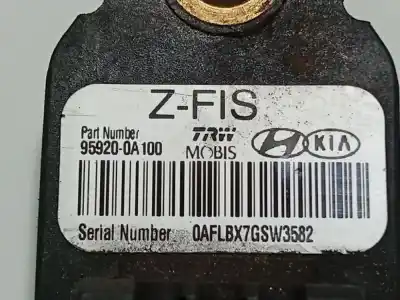 Z-FIS
Part Number
95920-0A100
TRW
MOBIS
KIA
Serial Number 0AFLBX7GSW3582